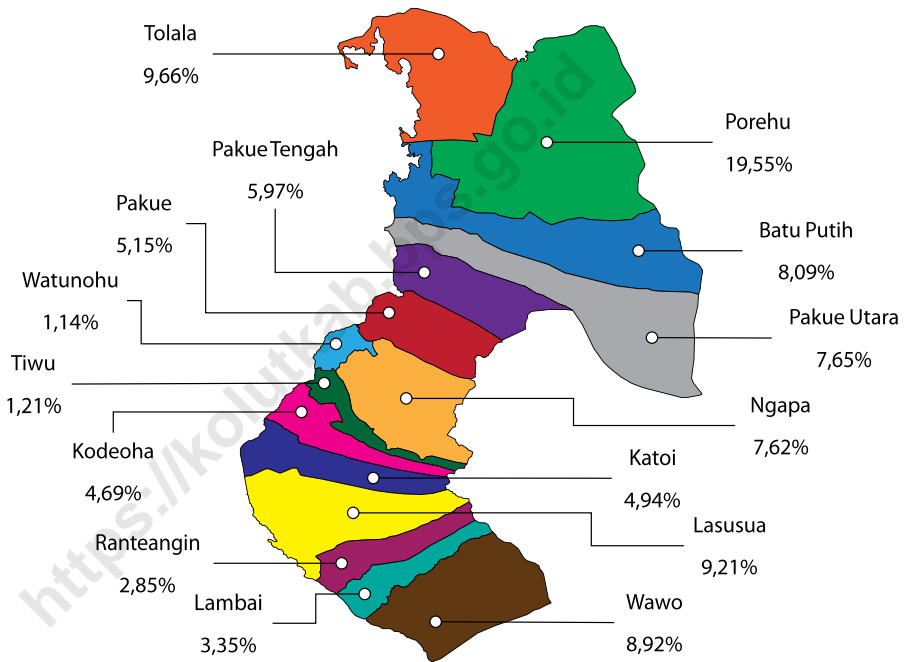 Tolala
9,66%
Porehu
19,55%
Pakue Tengah
5,97%
Pakue
5,15%
Batu Putih
8,09%
Watunohu
1,14%
Pakue Utara
7,65%
Tiwu
1,21%
Ngapa
7,62%
Kodeoha
4,69%
Katoi
4,94%
Lasusua
9,21%
Ranteangin
2,85%
Lambai
3,35%
Wawo
8,92%
https://kolutkab.bps.go.id